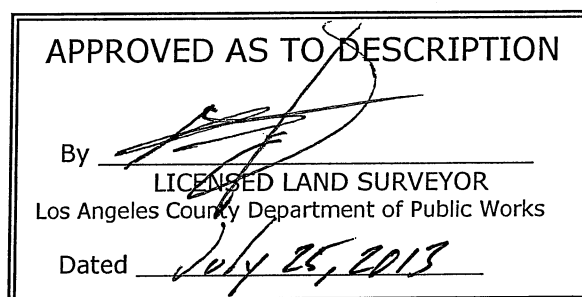 APPROVED AS TO DESCRIPTION
By
LICENSED LAND SURVEYOR
Los Angeles County Department of Public Works
Dated July 25, 2013